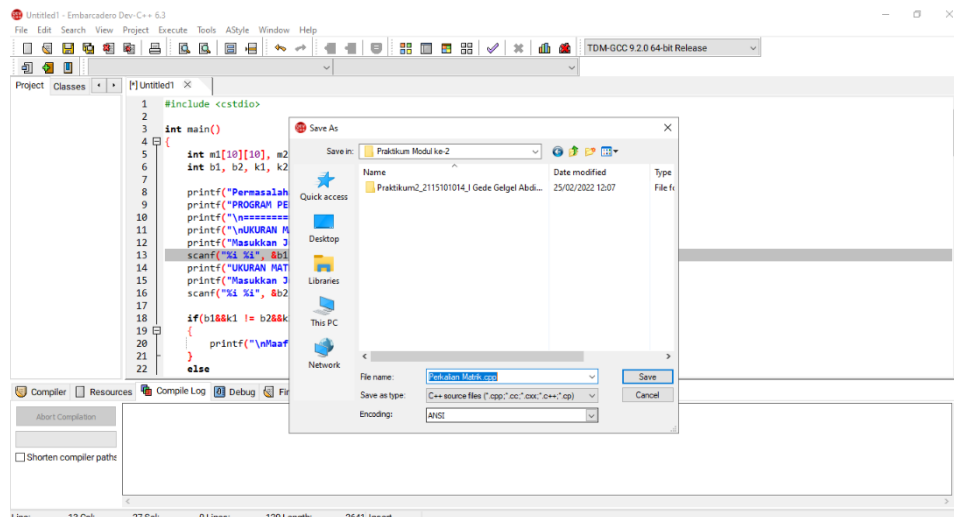 Untitled1 - Embarcadero Dev-C++ 6.3
File Edit Search View Project Execute Tools AStyle Window Help
TDM-GCC 9.2.0 64-bit Release
Project Classes [*] Untitled1
1 #include <cstdio>
2
3 int main()
4 {
5 int m1[10][10], m2
6 int b1, b2, k1, k2
7
8 printf("Permasalah
9 printf("PROGRAM PE
10 printf("\n========
11 printf("\nUKURAN M
12 printf("Masukkan J
13 scanf("%i %i", &b1
14 printf("UKURAN MAT
15 printf("Masukkan J
16 scanf("%i %i", &b2
17
18 if(b1&&k1 != b2&&k
19 {
20 printf("\nMaaf
21 }
22 else
Save As
Save in: Praktikum Modul ke-2
Name Date modified Type
Praktikum2_2115101014_I Gede Gelgel Abdi... 25/02/2022 12:07 File fo
Quick access
Desktop
Libraries
This PC
Network
File name: Perkalian Matrik.cpp Save
Save as type: C++ source files (*.cpp;*.cc;*.cxx;*.c++;*.cp) Cancel
Encoding: ANSI
Compiler Resources Compile Log Debug Fin
Abort Compilation
Shorten compiler paths